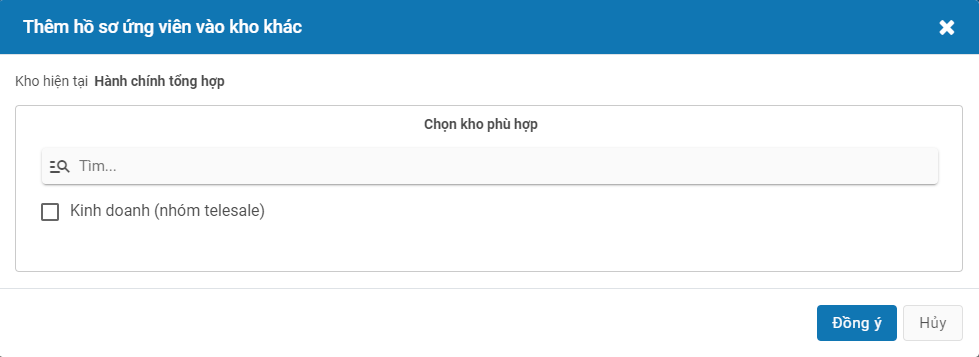 Thêm hồ sơ ứng viên vào kho khác
Kho hiện tại Hành chính tổng hợp
Chọn kho phù hợp
Tìm...
Kinh doanh (nhóm telesale)
Đồng ý Hủy